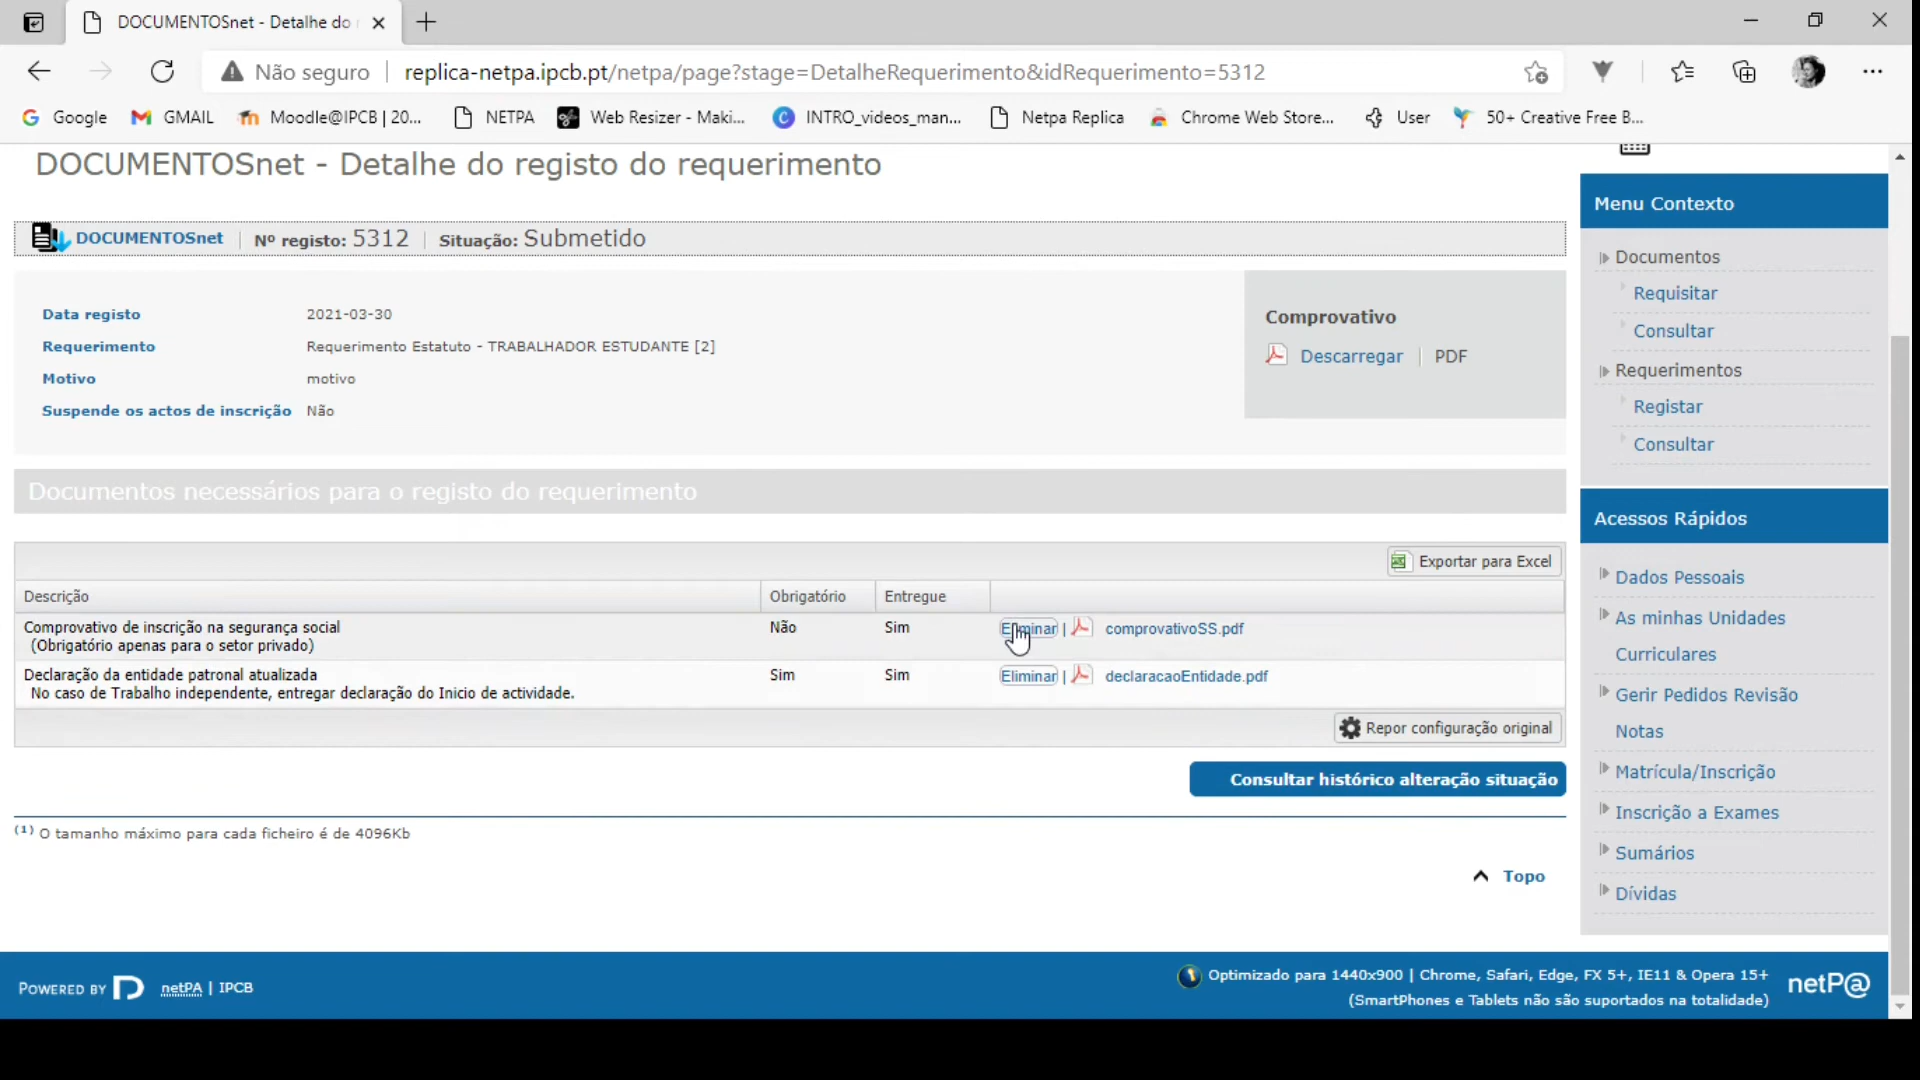 DOCUMENTOSnet - Detalhe do
Não seguro
replica-netpa.ipcb.pt/netpa/page?stage=DetalheRequerimento&idRequerimento=5312
Google
GMAIL
Moodle@IPCB | 20...
NETPA
Web Resizer - Maki...
INTRO_videos_man...
Netpa Replica
Chrome Web Store...
User
50+ Creative Free B...
DOCUMENTOSnet - Detalhe do registo do requerimento
DOCUMENTOSnet | Nº registo: 5312 | Situação: Submetido
Data registo 2021-03-30
Requerimento Requerimento Estatuto - TRABALHADOR ESTUDANTE [2]
Motivo motivo
Suspende os actos de inscrição Não
Comprovativo
Descarregar | PDF
Documentos necessários para o registo do requerimento
Exportar para Excel
Descrição Obrigatório Entregue
Comprovativo de inscrição na segurança social Não Sim Eliminar | comprovativoSS.pdf
(Obrigatório apenas para o setor privado)
Declaração da entidade patronal atualizada Sim Sim Eliminar | declaracaoEntidade.pdf
No caso de Trabalho independente, entregar declaração do Inicio de actividade.
Repor configuração original
Consultar histórico alteração situação
(1) O tamanho máximo para cada ficheiro é de 4096Kb
Topo
Menu Contexto
Documentos
Requisitar
Consultar
Requerimentos
Registar
Consultar
Acessos Rápidos
Dados Pessoais
As minhas Unidades
Curriculares
Gerir Pedidos Revisão
Notas
Matrícula/Inscrição
Inscrição a Exames
Sumários
Dívidas
POWERED BY netPA | IPCB
Optimizado para 1440x900 | Chrome, Safari, Edge, FX 5+, IE11 & Opera 15+
(SmartPhones e Tablets não são suportados na totalidade)
netP@